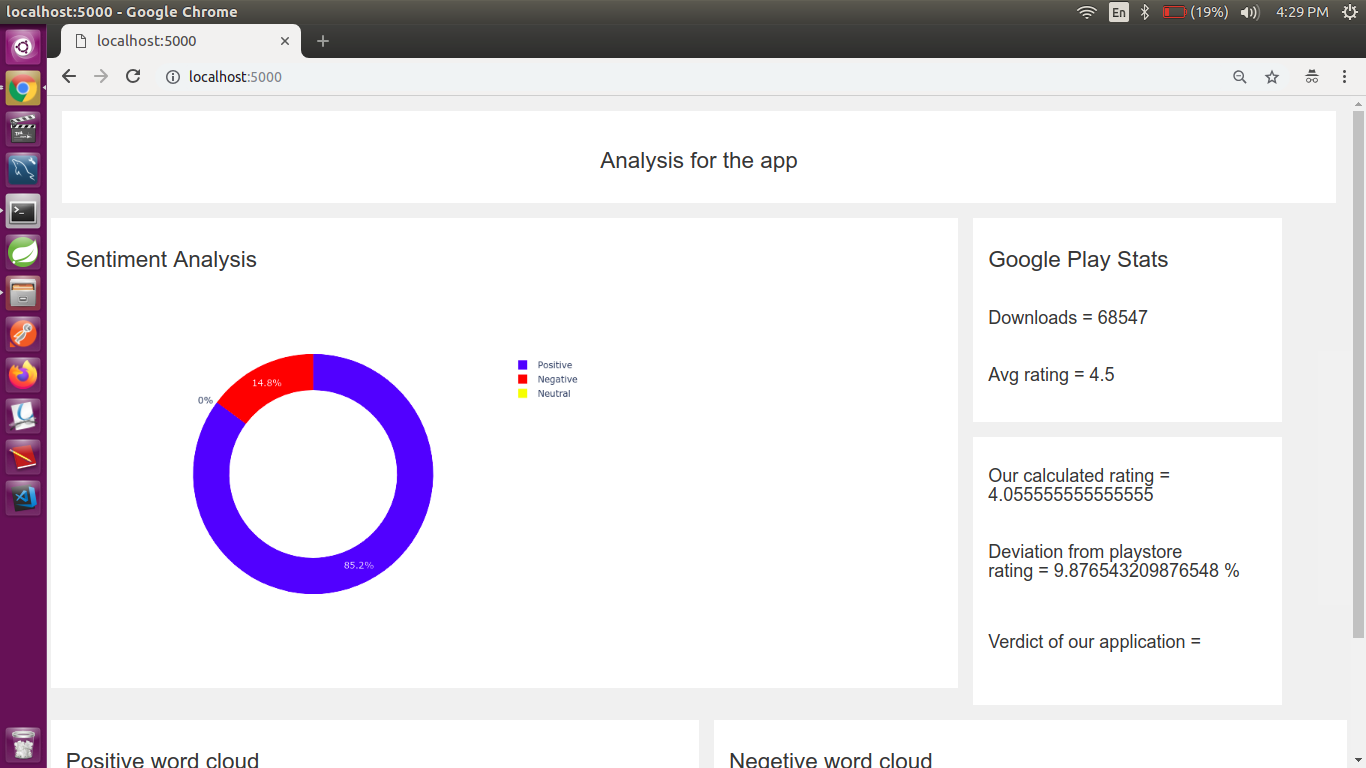 localhost:5000 - Google Chrome
En
(19%)
4:29 PM
localhost:5000
localhost:5000
Analysis for the app
Sentiment Analysis
14.8%
0%
85.2%
Positive
Negative
Neutral
Google Play Stats
Downloads = 68547
Avg rating = 4.5
Our calculated rating =
4.055555555555555
Deviation from playstore
rating = 9.876543209876548 %
Verdict of our application =
Positive word cloud
Negetive word cloud